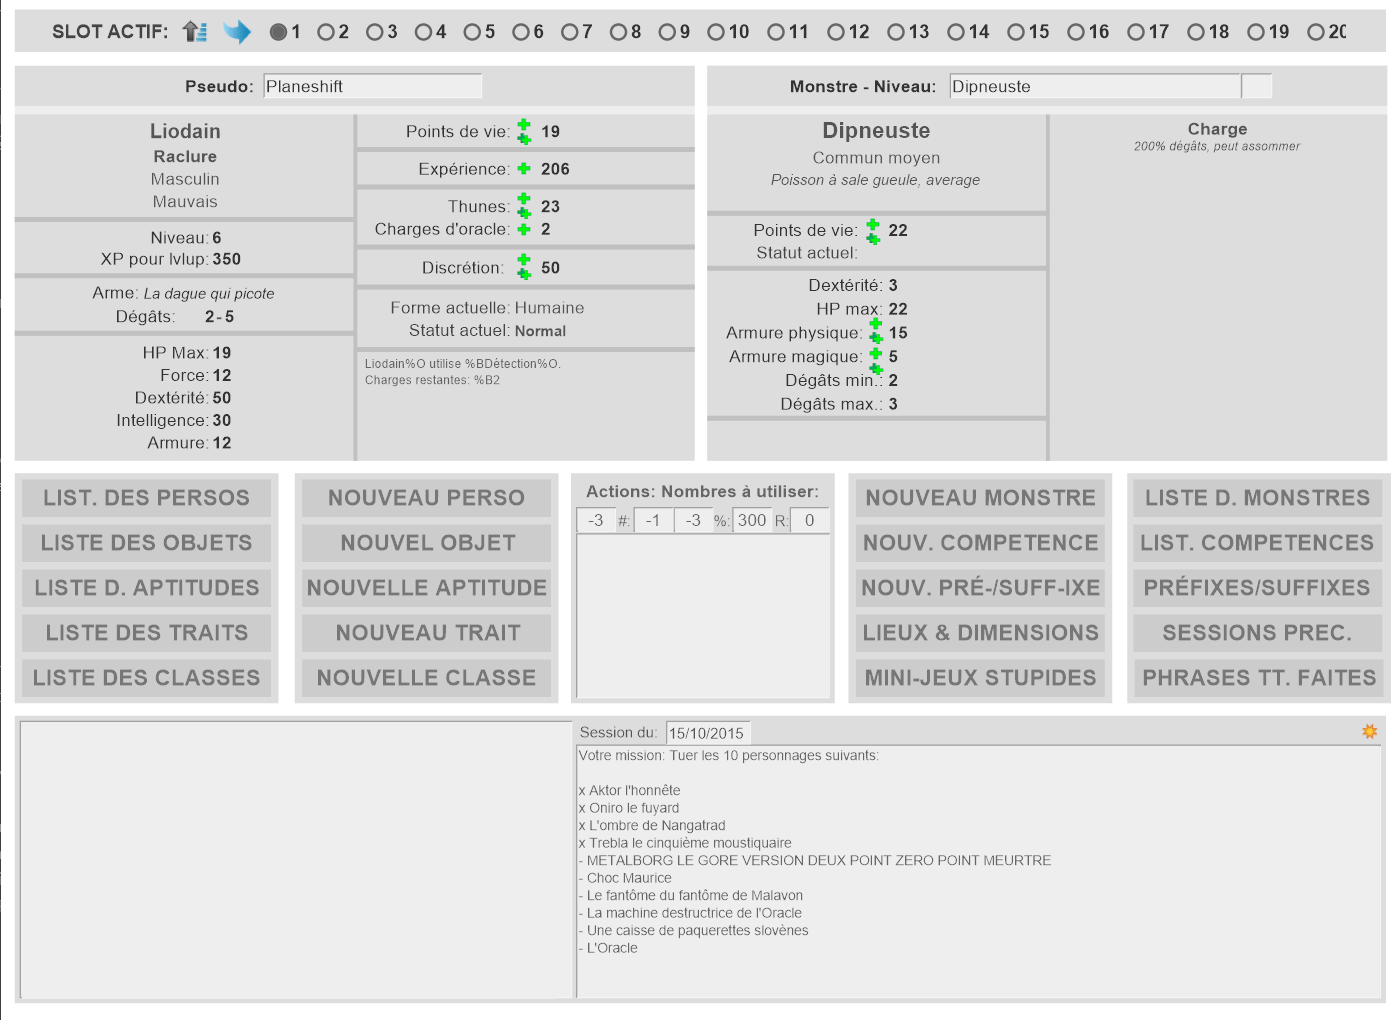 SLOT ACTIF: 1 2 3 4 5 6 7 8 9 10 11 12 13 14 15 16 17 18 19 20
Pseudo: Planeshift
Liodain
Raclure
Masculin
Mauvais
Niveau: 6
XP pour lvlup: 350
Arme: La dague qui picote
Dégâts: 2 - 5
HP Max: 19
Force: 12
Dextérité: 50
Intelligence: 30
Armure: 12
Points de vie: 19
Expérience: 206
Thunes: 23
Charges d'oracle: 2
Discrétion: 50
Forme actuelle: Humaine
Statut actuel: Normal
Liodain%O utilise %BDétection%O.
Charges restantes: %B2
Monstre - Niveau: Dipneuste
Dipneuste
Commun moyen
Poisson à sale gueule, average
Points de vie: 22
Statut actuel:
Dextérité: 3
HP max: 22
Armure physique: 15
Armure magique: 5
Dégâts min.: 2
Dégâts max.: 3
Charge
200% dégâts, peut assommer
LIST. DES PERSOS
LISTE DES OBJETS
LISTE D. APTITUDES
LISTE DES TRAITS
LISTE DES CLASSES
NOUVEAU PERSO
NOUVEL OBJET
NOUVELLE APTITUDE
NOUVEAU TRAIT
NOUVELLE CLASSE
Actions: Nombres à utiliser:
-3 #: -1 -3 %: 300 R: 0
NOUVEAU MONSTRE
NOUV. COMPETENCE
NOUV. PRÉ-/SUFF-IXE
LIEUX & DIMENSIONS
MINI-JEUX STUPIDES
LISTE D. MONSTRES
LIST. COMPETENCES
PRÉFIXES/SUFFIXES
SESSIONS PREC.
PHRASES TT. FAITES
Session du: 15/10/2015
Votre mission: Tuer les 10 personnages suivants:
x Aktor l'honnête
x Oniro le fuyard
x L'ombre de Nangatrad
x Trebla le cinquième moustiquaire
- METALBORG LE GORE VERSION DEUX POINT ZERO POINT MEURTRE
- Choc Maurice
- Le fantôme du fantôme de Malavon
- La machine destructrice de l'Oracle
- Une caisse de paquerettes slovènes
- L'Oracle